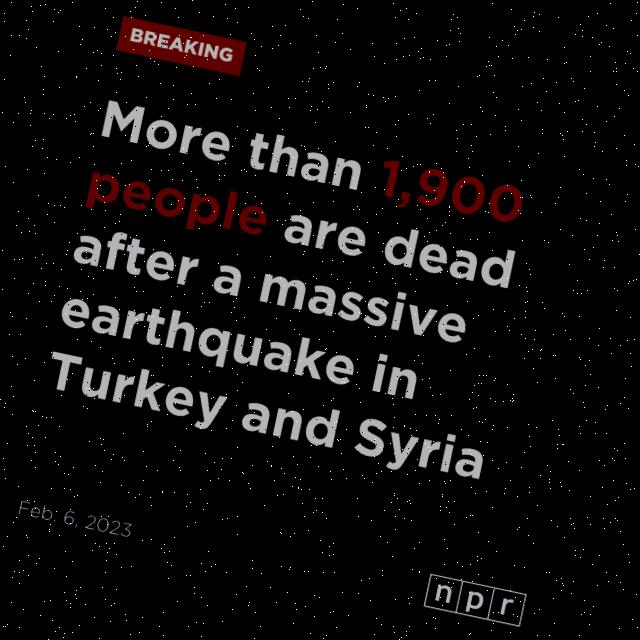 BREAKING
More than 1,900
people are dead
after a massive
earthquake in
Turkey and Syria
Feb. 6, 2023
npr